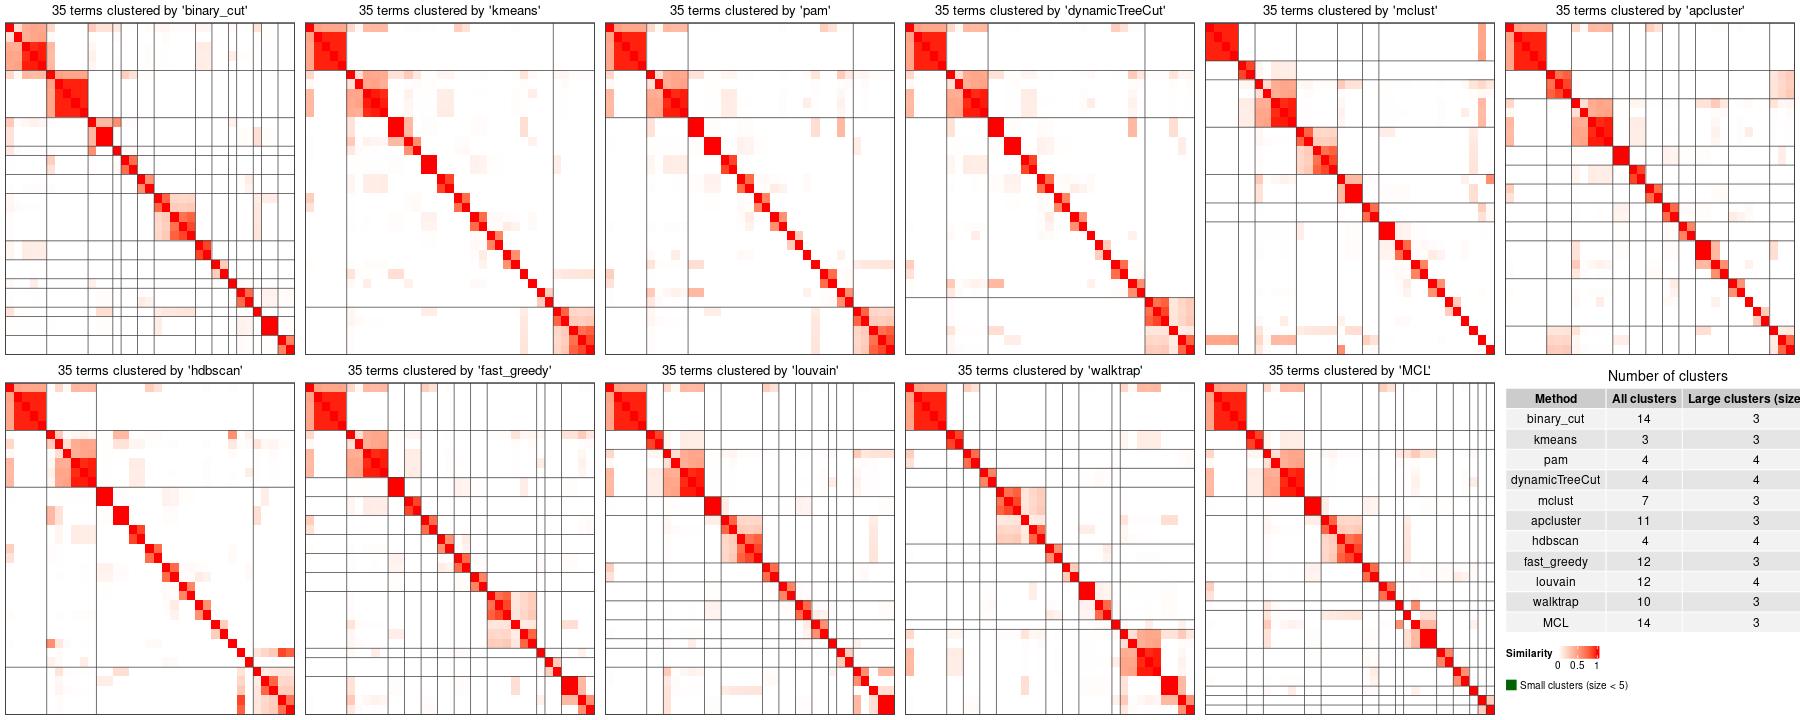 35 terms clustered by 'binary_cut'
35 terms clustered by 'kmeans'
35 terms clustered by 'pam'
35 terms clustered by 'dynamicTreeCut'
35 terms clustered by 'mclust'
35 terms clustered by 'apcluster'
35 terms clustered by 'hdbscan'
35 terms clustered by 'fast_greedy'
35 terms clustered by 'louvain'
35 terms clustered by 'walktrap'
35 terms clustered by 'MCL'
Number of clusters
Method All clusters Large clusters (size
binary_cut 14 3
kmeans 3 3
pam 4 4
dynamicTreeCut 4 4
mclust 7 3
apcluster 11 3
hdbscan 4 4
fast_greedy 12 3
louvain 12 4
walktrap 10 3
MCL 14 3
Similarity
0 0.5 1
Small clusters (size < 5)